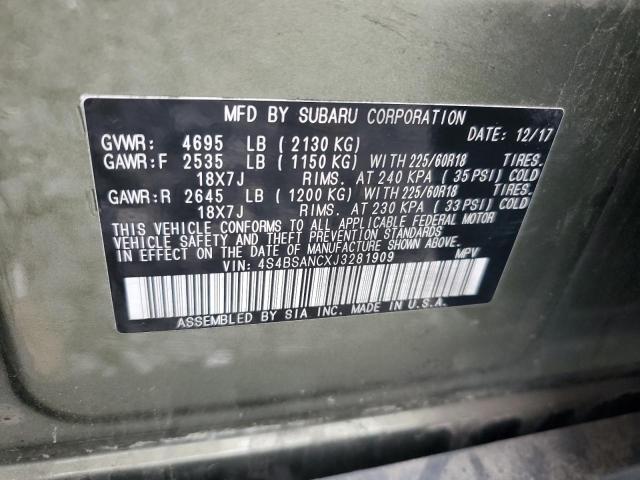 MFD BY SUBARU CORPORATION
GVWR: 4695 LB (2130 KG) DATE: 12/17
GAWR:F 2535 LB (1150 KG) WITH 225/60R18 TIRES.
18X7J RIMS. AT 240 KPA (35 PSI) COLD
GAWR:R 2645 LB (1200 KG) WITH 225/60R18 TIRES.
18X7J RIMS. AT 230 KPA (33 PSI) COLD
THIS VEHICLE CONFORMS TO ALL APPLICABLE FEDERAL MOTOR
VEHICLE SAFETY AND THEFT PREVENTION STANDARDS
IN EFFECT ON THE DATE OF MANUFACTURE SHOWN ABOVE.
VIN: 4S4BSANCXJ3281909 MPV
ASSEMBLED BY SIA INC. MADE IN U.S.A.